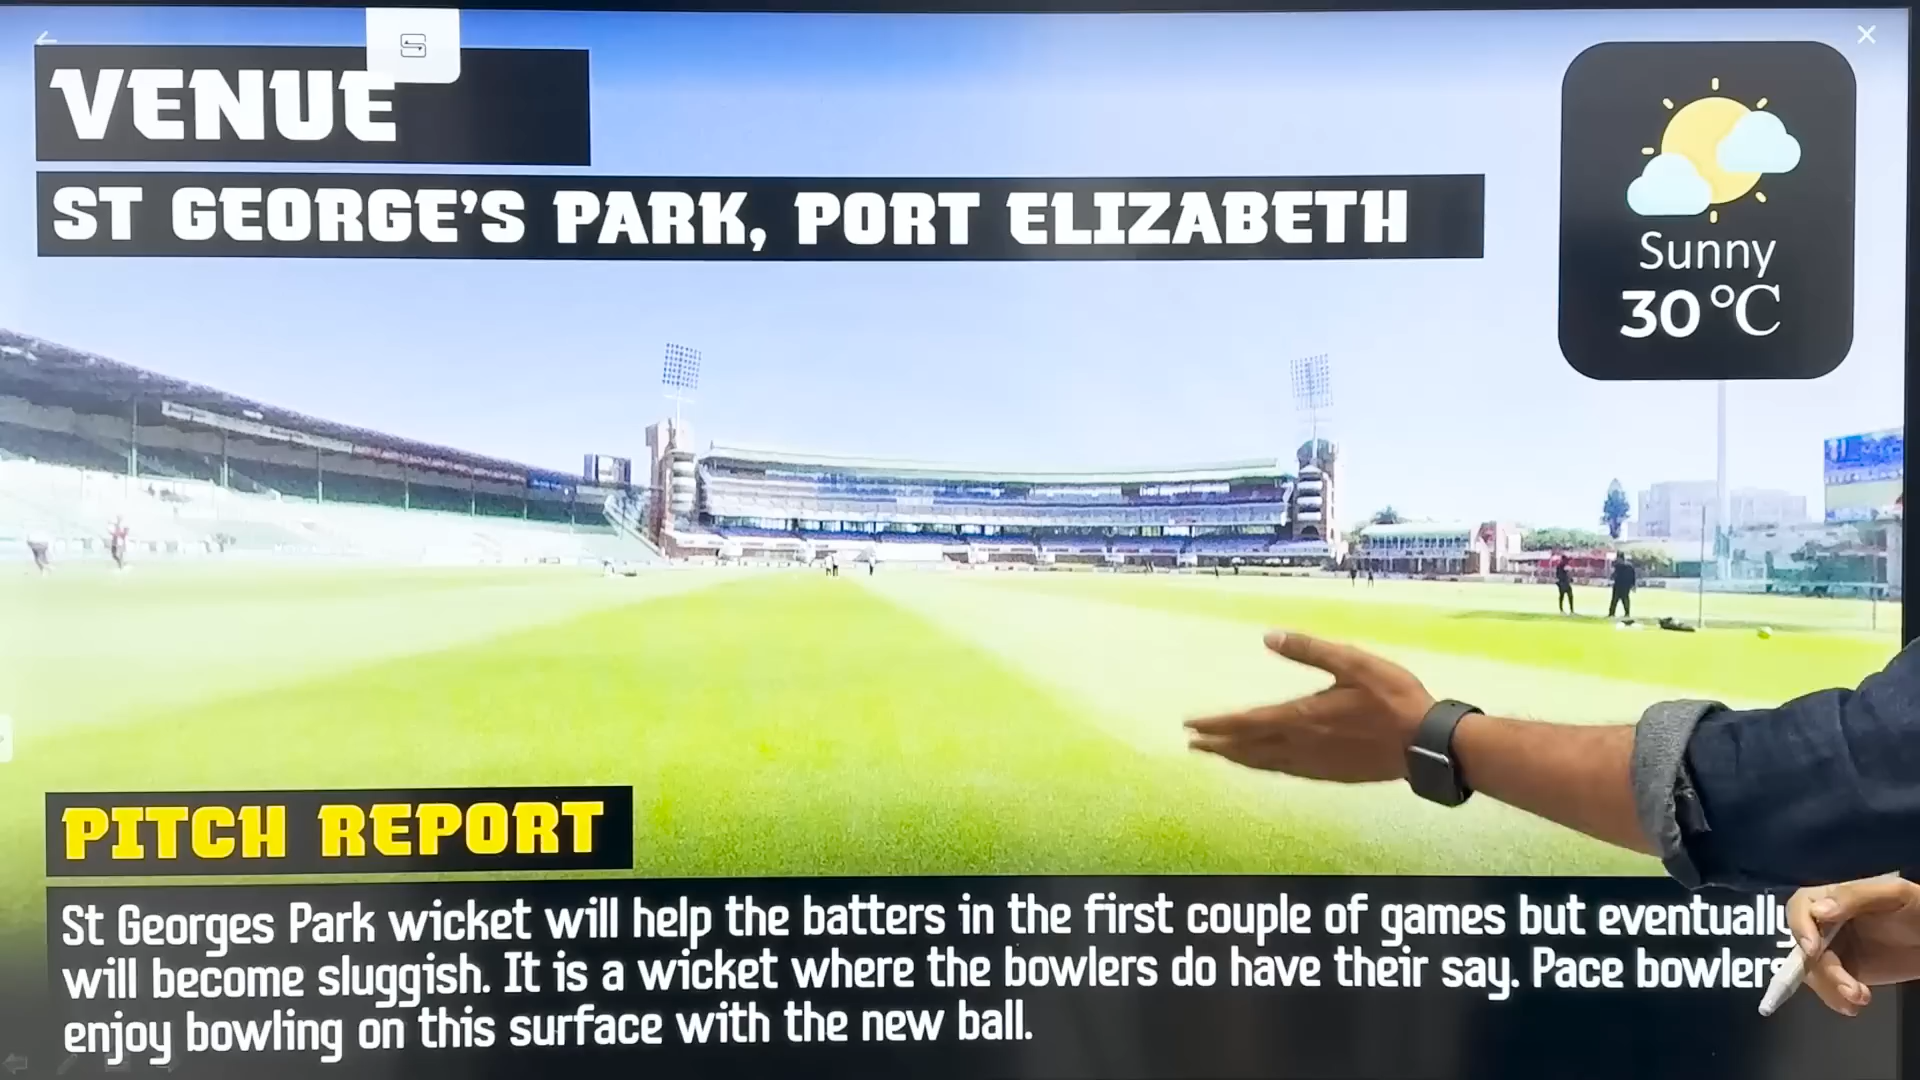 VENUE
ST GEORGE'S PARK, PORT ELIZABETH
Sunny
30°C
PITCH REPORT
St Georges Park wicket will help the batters in the first couple of games but eventually
will become sluggish. It is a wicket where the bowlers do have their say. Pace bowlers
enjoy bowling on this surface with the new ball.